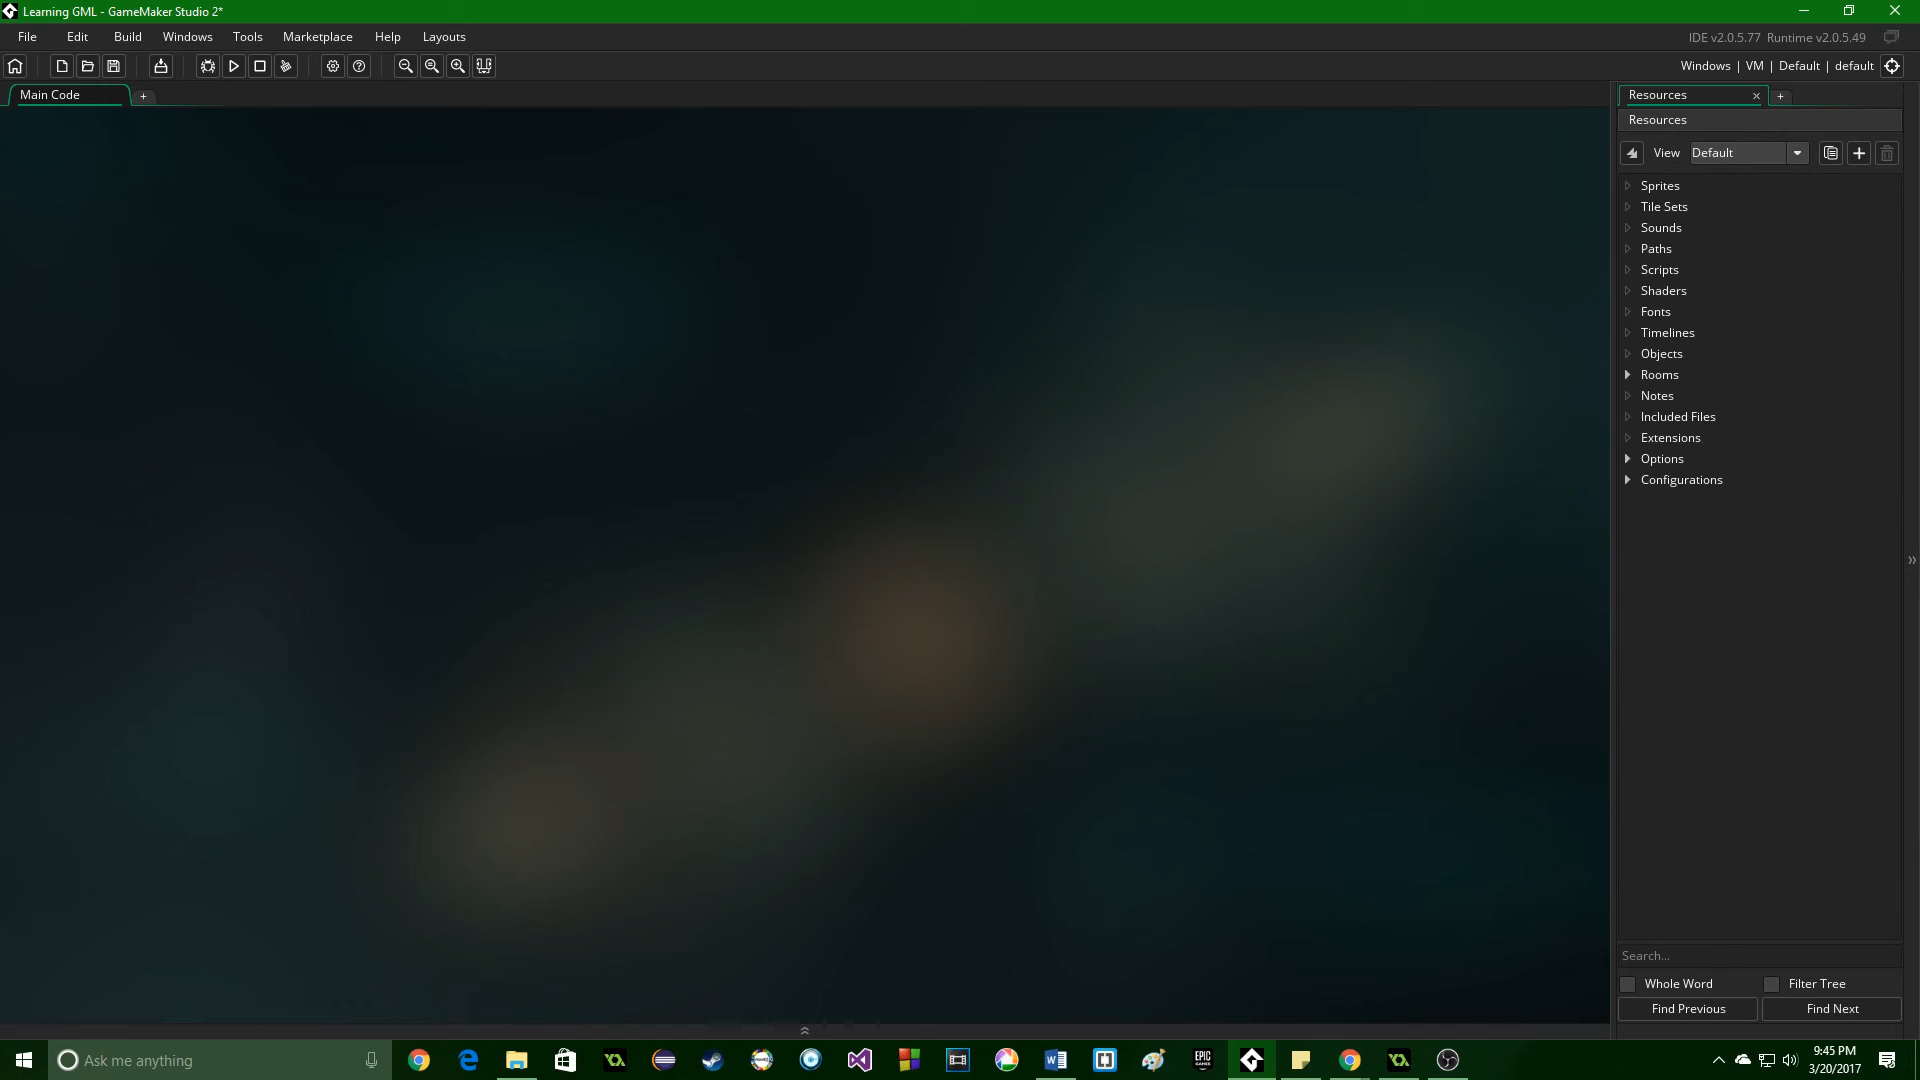 Learning GML - GameMaker Studio 2*
File Edit Build Windows Tools Marketplace Help Layouts
IDE v2.0.5.77 Runtime v2.0.5.49
Windows | VM | Default | default
Main Code
Resources
Resources
View Default
Sprites
Tile Sets
Sounds
Paths
Scripts
Shaders
Fonts
Timelines
Objects
Rooms
Notes
Included Files
Extensions
Options
Configurations
Search...
Whole Word Filter Tree
Find Previous Find Next
Ask me anything
EPIC GAMES
9:45 PM
3/20/2017